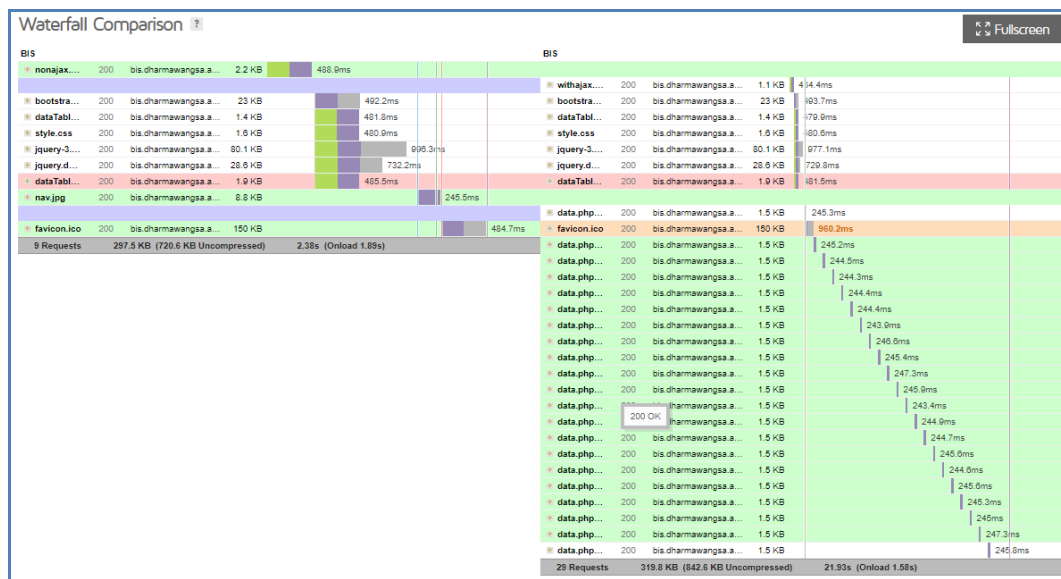 Waterfall Comparison ?
Fullscreen
BIS
nonajax.... 200 bis.dharmawangsa.a... 2.2 KB 488.9ms
bootstra... 200 bis.dharmawangsa.a... 23 KB 492.2ms
dataTabl... 200 bis.dharmawangsa.a... 1.4 KB 481.8ms
style.css 200 bis.dharmawangsa.a... 1.6 KB 480.9ms
jquery-3.... 200 bis.dharmawangsa.a... 80.1 KB 996.3ms
jquery.d... 200 bis.dharmawangsa.a... 28.6 KB 732.2ms
dataTabl... 200 bis.dharmawangsa.a... 1.9 KB 485.5ms
nav.jpg 200 bis.dharmawangsa.a... 8.8 KB 245.5ms
favicon.ico 200 bis.dharmawangsa.a... 150 KB 484.7ms
9 Requests 297.5 KB (720.6 KB Uncompressed) 2.38s (Onload 1.89s)
BIS
withajax.... 200 bis.dharmawangsa.a... 1.1 KB
bootstra... 200 bis.dharmawangsa.a... 23 KB 493.7ms
dataTabl... 200 bis.dharmawangsa.a... 1.4 KB 479.9ms
style.css 200 bis.dharmawangsa.a... 1.6 KB 480.6ms
jquery-3.... 200 bis.dharmawangsa.a... 80.1 KB 977.1ms
jquery.d... 200 bis.dharmawangsa.a... 28.6 KB 729.8ms
dataTabl... 200 bis.dharmawangsa.a... 1.9 KB 481.5ms
data.php... 200 bis.dharmawangsa.a... 1.5 KB 245.3ms
favicon.ico 200 bis.dharmawangsa.a... 150 KB 960.2ms
data.php... 200 bis.dharmawangsa.a... 1.5 KB 245.2ms
data.php... 200 bis.dharmawangsa.a... 1.5 KB 244.5ms
data.php... 200 bis.dharmawangsa.a... 1.5 KB 244.3ms
data.php... 200 bis.dharmawangsa.a... 1.5 KB 244.4ms
data.php... 200 bis.dharmawangsa.a... 1.5 KB 244.4ms
data.php... 200 bis.dharmawangsa.a... 1.5 KB 243.9ms
data.php... 200 bis.dharmawangsa.a... 1.5 KB 246.6ms
data.php... 200 bis.dharmawangsa.a... 1.5 KB 245.4ms
data.php... 200 bis.dharmawangsa.a... 1.5 KB 247.3ms
data.php... 200 bis.dharmawangsa.a... 1.5 KB 245.9ms
data.php... bis.dharmawangsa.a... 1.5 KB 243.4ms
data.php... 200 OK dharmawangsa.a... 1.5 KB 244.9ms
data.php... 200 bis.dharmawangsa.a... 1.5 KB 244.7ms
data.php... 200 bis.dharmawangsa.a... 1.5 KB 245.6ms
data.php... 200 bis.dharmawangsa.a... 1.5 KB 244.6ms
data.php... 200 bis.dharmawangsa.a... 1.5 KB 245.6ms
data.php... 200 bis.dharmawangsa.a... 1.5 KB 245.3ms
data.php... 200 bis.dharmawangsa.a... 1.5 KB 245ms
data.php... 200 bis.dharmawangsa.a... 1.5 KB 247.3ms
data.php... 200 bis.dharmawangsa.a... 1.5 KB 245.8ms
29 Requests 319.8 KB (842.6 KB Uncompressed) 21.93s (Onload 1.58s)